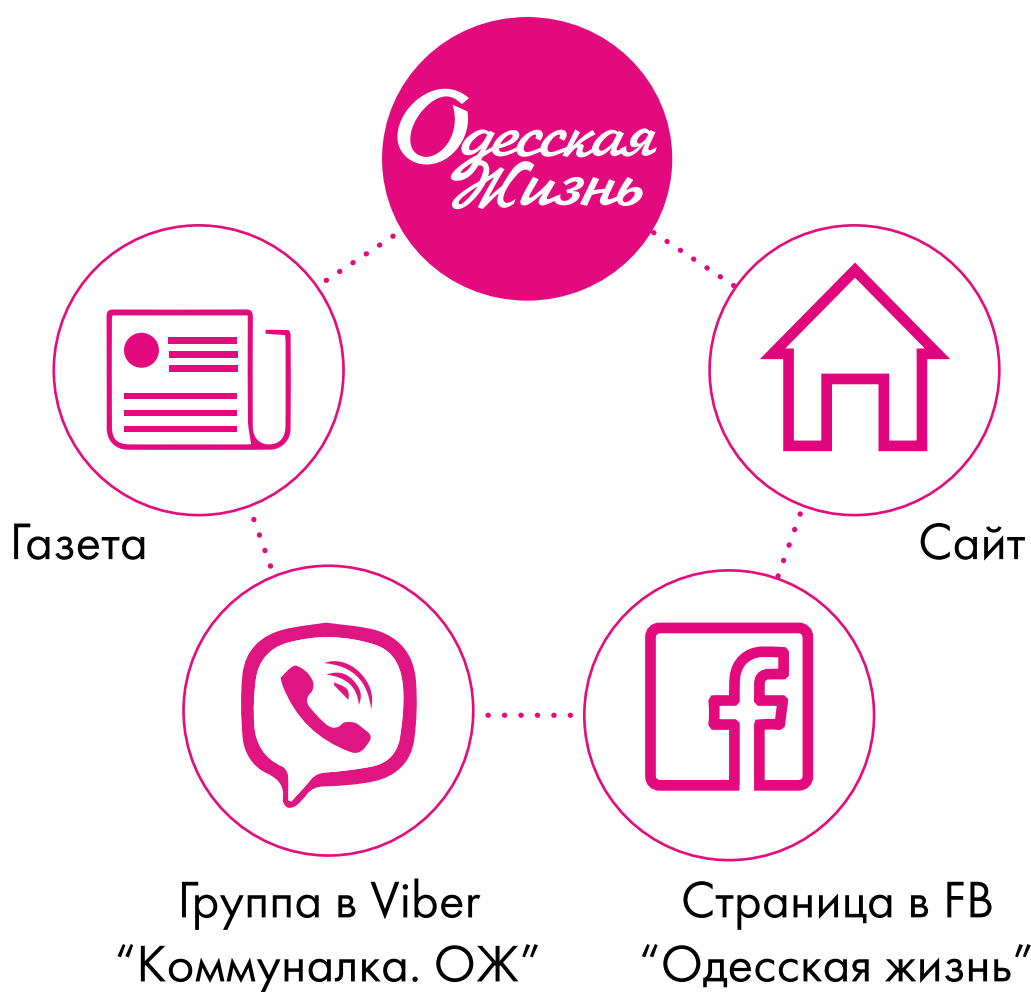 Одесская
Жизнь
Газета
Сайт
Группа в Viber
“Коммуналка. ОЖ”
Страница в FB
“Одесская жизнь”